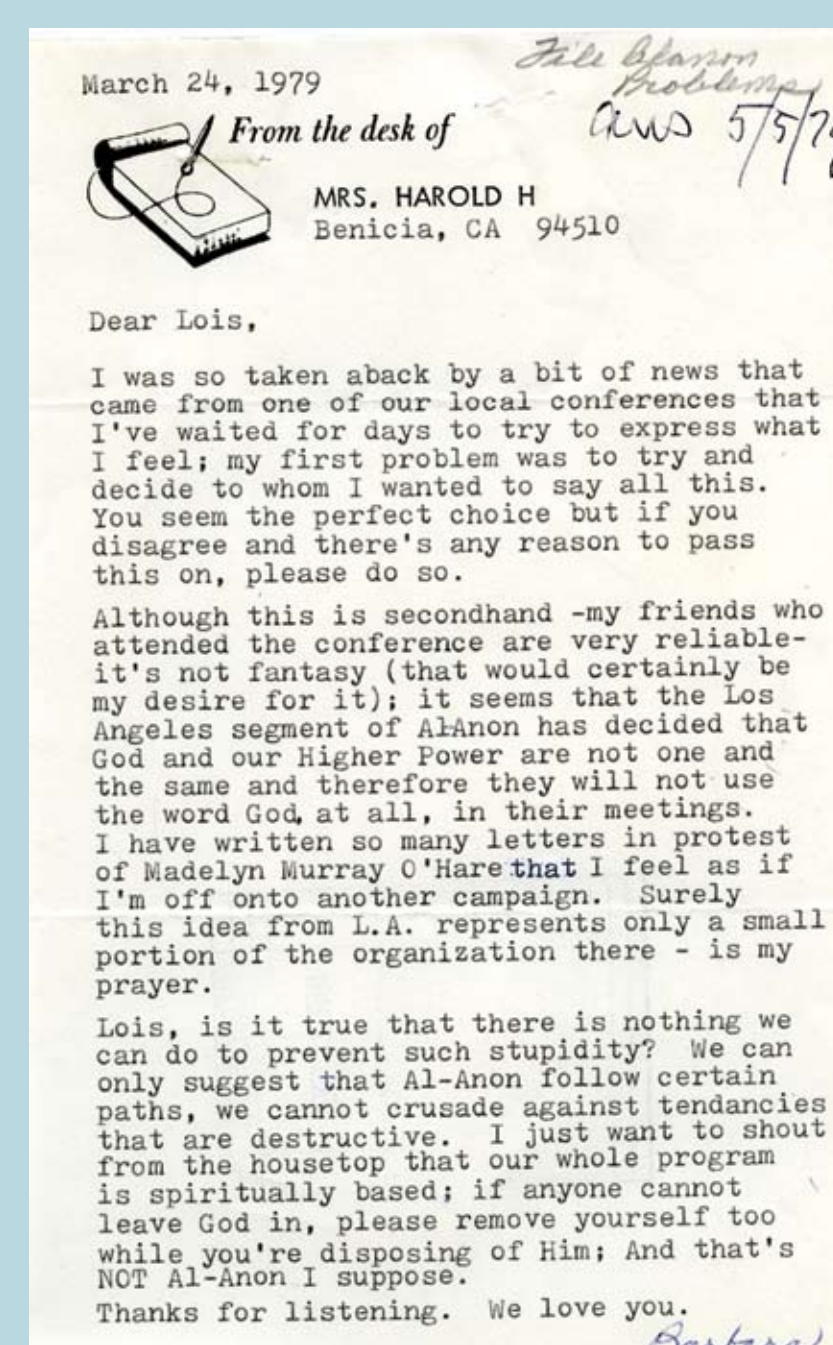 File Alanon
Problems
March 24, 1979
ans 5/5/7
From the desk of
MRS. HAROLD H
Benicia, CA 94510
Dear Lois,
I was so taken aback by a bit of news that
came from one of our local conferences that
I've waited for days to try to express what
I feel; my first problem was to try and
decide to whom I wanted to say all this.
You seem the perfect choice but if you
disagree and there's any reason to pass
this on, please do so.
Although this is secondhand -my friends who
attended the conference are very reliable-
it's not fantasy (that would certainly be
my desire for it); it seems that the Los
Angeles segment of AlAnon has decided that
God and our Higher Power are not one and
the same and therefore they will not use
the word God, at all, in their meetings.
I have written so many letters in protest
of Madelyn Murray O'Hare that I feel as if
I'm off onto another campaign. Surely
this idea from L.A. represents only a small
portion of the organization there - is my
prayer.
Lois, is it true that there is nothing we
can do to prevent such stupidity? We can
only suggest that Al-Anon follow certain
paths, we cannot crusade against tendancies
that are destructive. I just want to shout
from the housetop that our whole program
is spiritually based; if anyone cannot
leave God in, please remove yourself too
while you're disposing of Him; And that's
NOT Al-Anon I suppose.
Thanks for listening. We love you.
Barbara